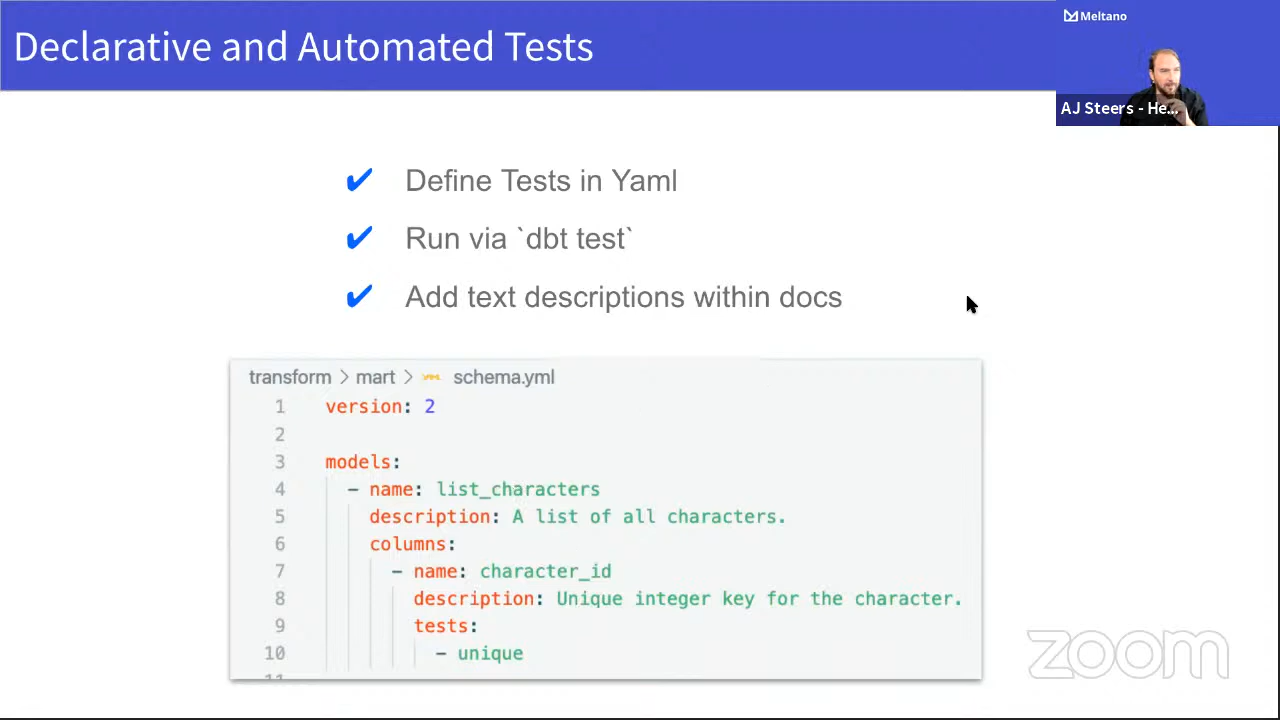 Declarative and Automated Tests
Meltano
AJ Steers - He...
✔ Define Tests in Yaml
✔ Run via `dbt test`
✔ Add text descriptions within docs
transform > mart > schema.yml
1 version: 2
2
3 models:
4 - name: list_characters
5 description: A list of all characters.
6 columns:
7 - name: character_id
8 description: Unique integer key for the character.
9 tests:
10 - unique
zoom